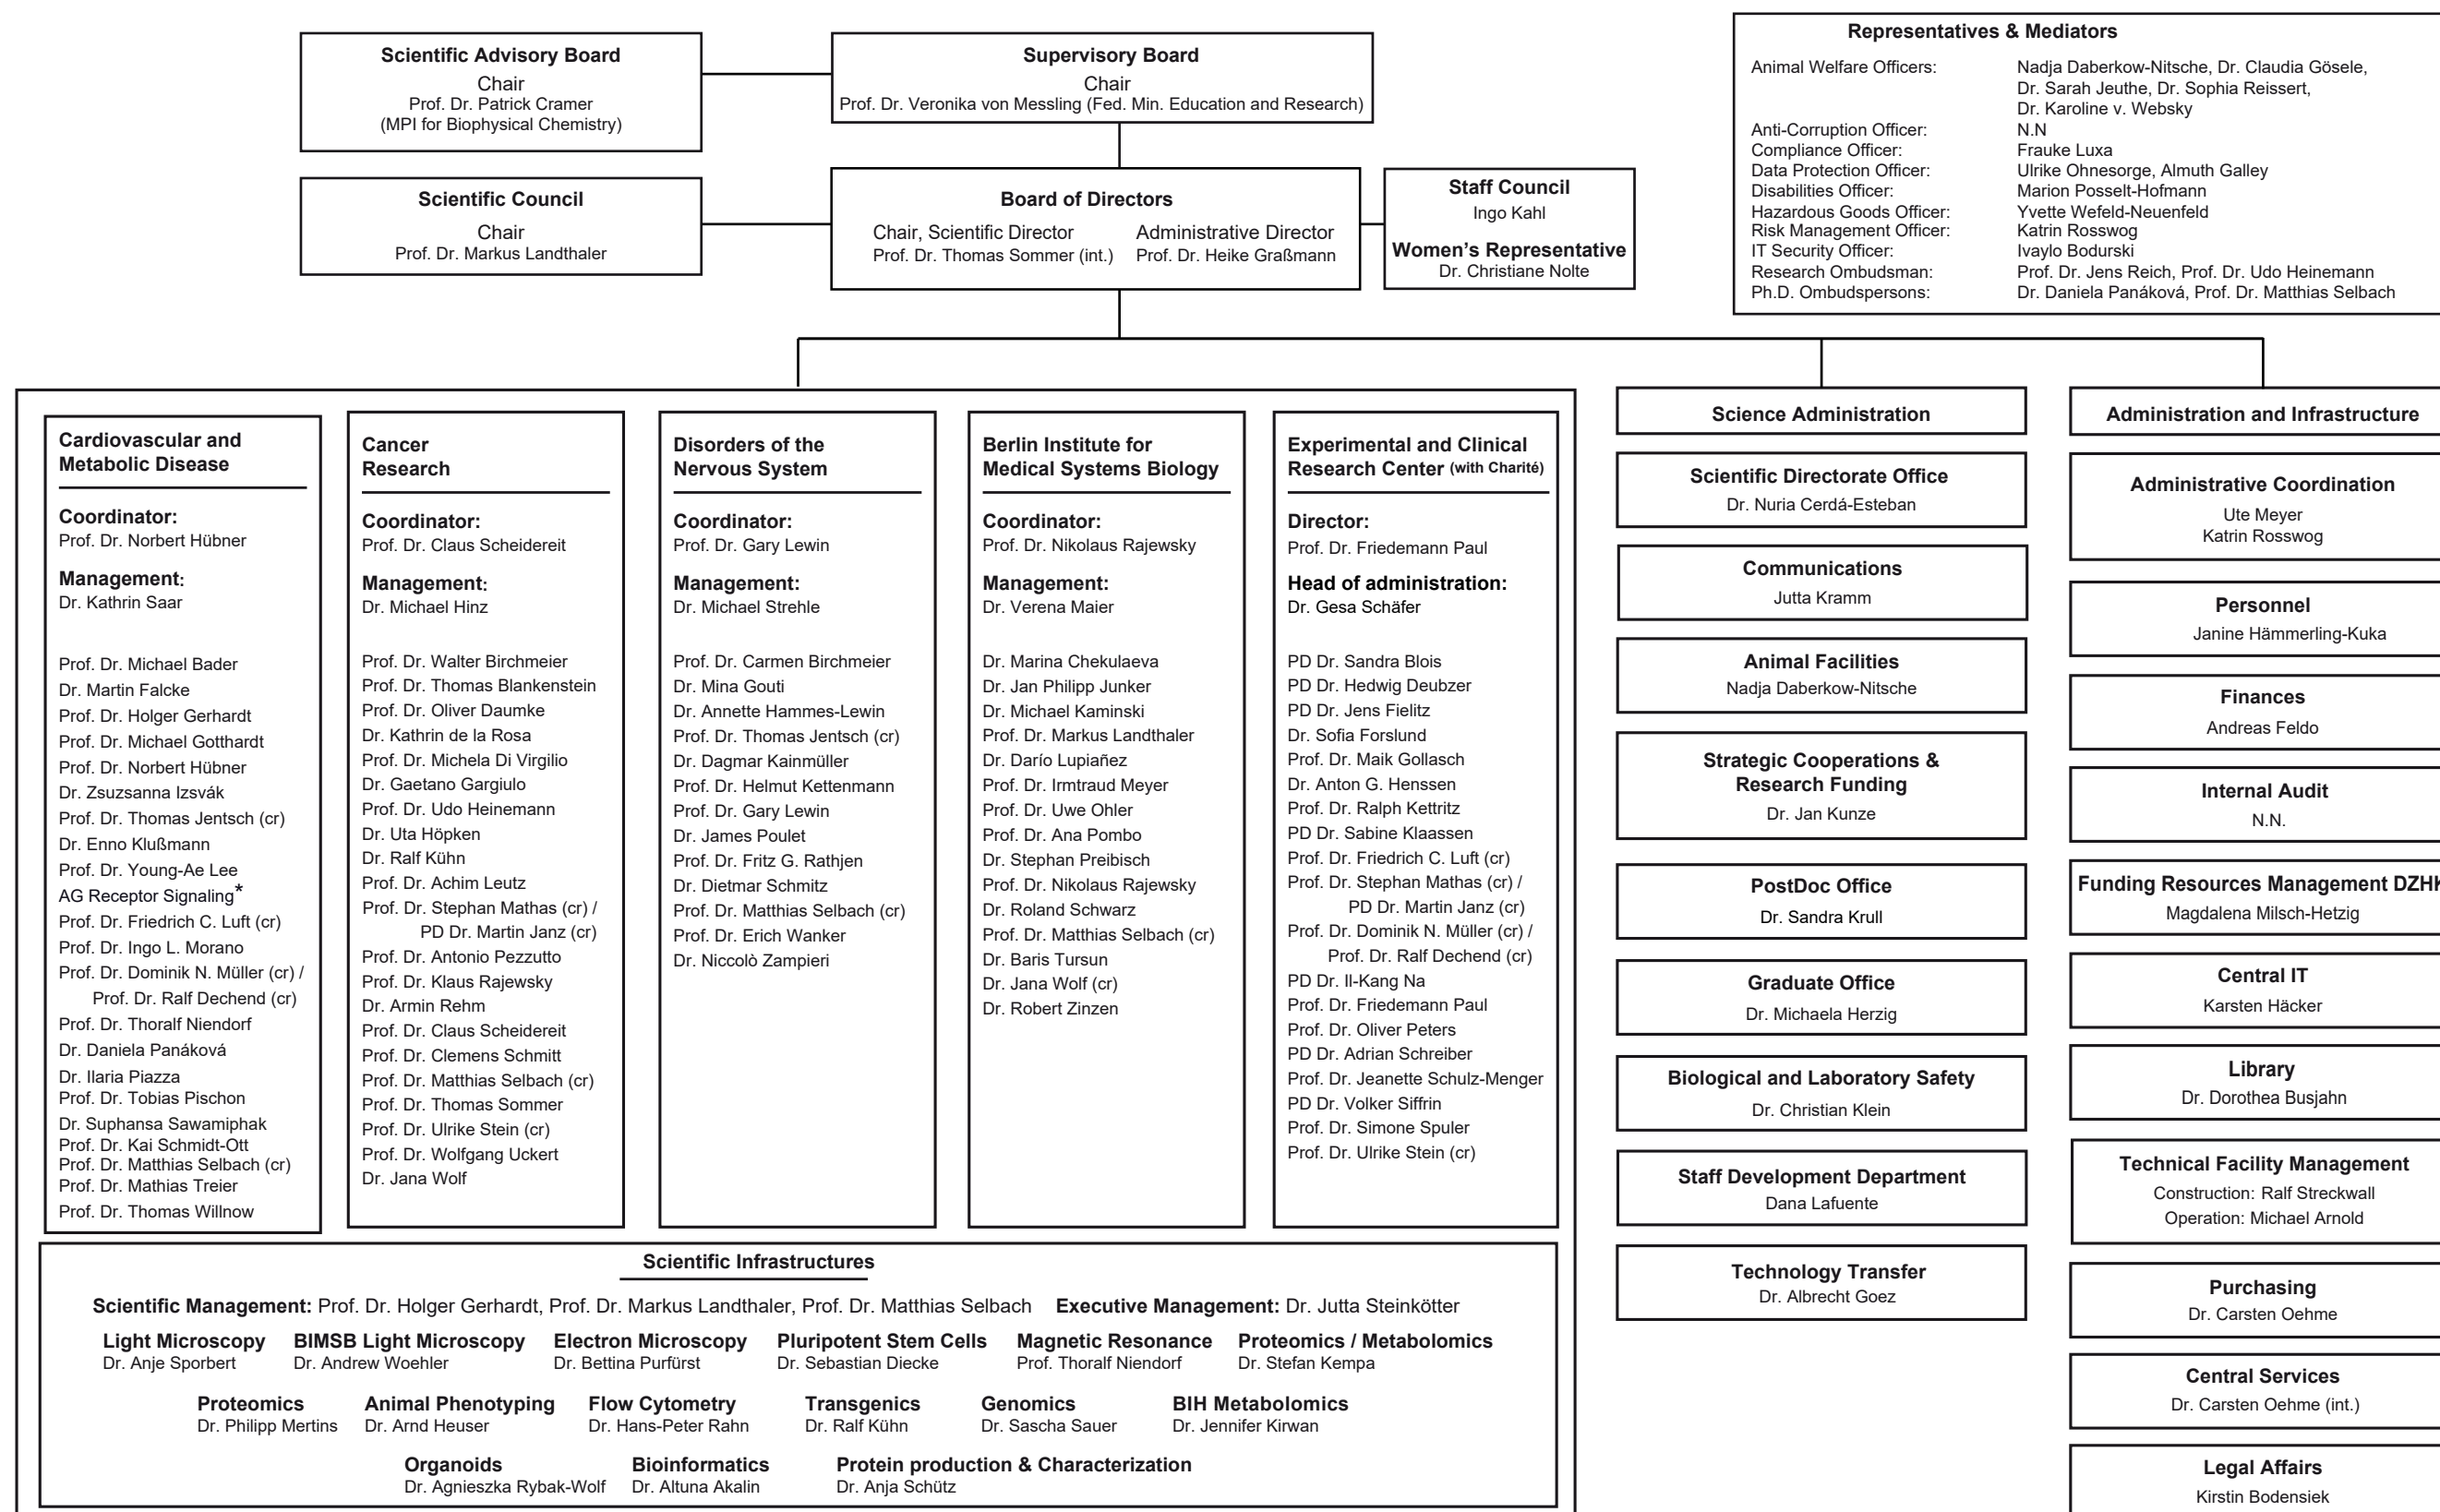 Scientific Advisory Board
Chair
Prof. Dr. Patrick Cramer
(MPI for Biophysical Chemistry)
Supervisory Board
Chair
Prof. Dr. Veronika von Messling (Fed. Min. Education and Research)
Representatives & Mediators
Animal Welfare Officers: Nadja Daberkow-Nitsche, Dr. Claudia Gösele,
Dr. Sarah Jeuthe, Dr. Sophia Reissert,
Dr. Karoline v. Websky
Anti-Corruption Officer: N.N
Compliance Officer: Frauke Luxa
Data Protection Officer: Ulrike Ohnesorge, Almuth Galley
Disabilities Officer: Marion Posselt-Hofmann
Hazardous Goods Officer: Yvette Wefeld-Neuenfeld
Risk Management Officer: Katrin Rosswog
IT Security Officer: Ivaylo Bodurski
Research Ombudsman: Prof. Dr. Jens Reich, Prof. Dr. Udo Heinemann
Ph.D. Ombudspersons: Dr. Daniela Panáková, Prof. Dr. Matthias Selbach
Scientific Council
Chair
Prof. Dr. Markus Landthaler
Board of Directors
Chair, Scientific Director Administrative Director
Prof. Dr. Thomas Sommer (int.) Prof. Dr. Heike Graßmann
Staff Council
Ingo Kahl
Women’s Representative
Dr. Christiane Nolte
Cardiovascular and
Metabolic Disease
Coordinator:
Prof. Dr. Norbert Hübner
Management:
Dr. Kathrin Saar
Prof. Dr. Michael Bader
Dr. Martin Falcke
Prof. Dr. Holger Gerhardt
Prof. Dr. Michael Gotthardt
Prof. Dr. Norbert Hübner
Dr. Zsuzsanna Izsvák
Prof. Dr. Thomas Jentsch (cr)
Dr. Enno Klußmann
Prof. Dr. Young-Ae Lee
AG Receptor Signaling*
Prof. Dr. Friedrich C. Luft (cr)
Prof. Dr. Ingo L. Morano
Prof. Dr. Dominik N. Müller (cr) /
Prof. Dr. Ralf Dechend (cr)
Prof. Dr. Thoralf Niendorf
Dr. Daniela Panáková
Dr. Ilaria Piazza
Prof. Dr. Tobias Pischon
Dr. Suphansa Sawamiphak
Prof. Dr. Kai Schmidt-Ott
Prof. Dr. Matthias Selbach (cr)
Prof. Dr. Mathias Treier
Prof. Dr. Thomas Willnow
Cancer
Research
Coordinator:
Prof. Dr. Claus Scheidereit
Management:
Dr. Michael Hinz
Prof. Dr. Walter Birchmeier
Prof. Dr. Thomas Blankenstein
Prof. Dr. Oliver Daumke
Dr. Kathrin de la Rosa
Prof. Dr. Michela Di Virgilio
Dr. Gaetano Gargiulo
Prof. Dr. Udo Heinemann
Dr. Uta Höpken
Dr. Ralf Kühn
Prof. Dr. Achim Leutz
Prof. Dr. Stephan Mathas (cr) /
PD Dr. Martin Janz (cr)
Prof. Dr. Antonio Pezzutto
Prof. Dr. Klaus Rajewsky
Dr. Armin Rehm
Prof. Dr. Claus Scheidereit
Prof. Dr. Clemens Schmitt
Prof. Dr. Matthias Selbach (cr)
Prof. Dr. Thomas Sommer
Prof. Dr. Ulrike Stein (cr)
Prof. Dr. Wolfgang Uckert
Dr. Jana Wolf
Disorders of the
Nervous System
Coordinator:
Prof. Dr. Gary Lewin
Management:
Dr. Michael Strehle
Prof. Dr. Carmen Birchmeier
Dr. Mina Gouti
Dr. Annette Hammes-Lewin
Prof. Dr. Thomas Jentsch (cr)
Dr. Dagmar Kainmüller
Prof. Dr. Helmut Kettenmann
Prof. Dr. Gary Lewin
Dr. James Poulet
Prof. Dr. Fritz G. Rathjen
Dr. Dietmar Schmitz
Prof. Dr. Matthias Selbach (cr)
Prof. Dr. Erich Wanker
Dr. Niccolò Zampieri
Berlin Institute for
Medical Systems Biology
Coordinator:
Prof. Dr. Nikolaus Rajewsky
Management:
Dr. Verena Maier
Dr. Marina Chekulaeva
Dr. Jan Philipp Junker
Dr. Michael Kaminski
Prof. Dr. Markus Landthaler
Dr. Darío Lupiañez
Prof. Dr. Irmtraud Meyer
Prof. Dr. Uwe Ohler
Prof. Dr. Ana Pombo
Dr. Stephan Preibisch
Prof. Dr. Nikolaus Rajewsky
Dr. Roland Schwarz
Prof. Dr. Matthias Selbach (cr)
Dr. Baris Tursun
Dr. Jana Wolf (cr)
Dr. Robert Zinzen
Experimental and Clinical
Research Center (with Charité)
Director:
Prof. Dr. Friedemann Paul
Head of administration:
Dr. Gesa Schäfer
PD Dr. Sandra Blois
PD Dr. Hedwig Deubzer
PD Dr. Jens Fielitz
Dr. Sofia Forslund
Prof. Dr. Maik Gollasch
Dr. Anton G. Henssen
Prof. Dr. Ralph Kettritz
PD Dr. Sabine Klaassen
Prof. Dr. Friedrich C. Luft (cr)
Prof. Dr. Stephan Mathas (cr) /
PD Dr. Martin Janz (cr)
Prof. Dr. Dominik N. Müller (cr) /
Prof. Dr. Ralf Dechend (cr)
PD Dr. Il-Kang Na
Prof. Dr. Friedemann Paul
Prof. Dr. Oliver Peters
PD Dr. Adrian Schreiber
Prof. Dr. Jeanette Schulz-Menger
PD Dr. Volker Siffrin
Prof. Dr. Simone Spuler
Prof. Dr. Ulrike Stein (cr)
Scientific Infrastructures
Scientific Management: Prof. Dr. Holger Gerhardt, Prof. Dr. Markus Landthaler, Prof. Dr. Matthias Selbach Executive Management: Dr. Jutta Steinkötter
Light Microscopy BIMSB Light Microscopy Electron Microscopy Pluripotent Stem Cells Magnetic Resonance Proteomics / Metabolomics
Dr. Anje Sporbert Dr. Andrew Woehler Dr. Bettina Purfürst Dr. Sebastian Diecke Prof. Thoralf Niendorf Dr. Stefan Kempa
Proteomics Animal Phenotyping Flow Cytometry Transgenics Genomics BIH Metabolomics
Dr. Philipp Mertins Dr. Arnd Heuser Dr. Hans-Peter Rahn Dr. Ralf Kühn Dr. Sascha Sauer Dr. Jennifer Kirwan
Organoids Bioinformatics Protein production & Characterization
Dr. Agnieszka Rybak-Wolf Dr. Altuna Akalin Dr. Anja Schütz
Science Administration
Scientific Directorate Office
Dr. Nuria Cerdá-Esteban
Communications
Jutta Kramm
Animal Facilities
Nadja Daberkow-Nitsche
Strategic Cooperations &
Research Funding
Dr. Jan Kunze
PostDoc Office
Dr. Sandra Krull
Graduate Office
Dr. Michaela Herzig
Biological and Laboratory Safety
Dr. Christian Klein
Staff Development Department
Dana Lafuente
Technology Transfer
Dr. Albrecht Goez
Administration and Infrastructure
Administrative Coordination
Ute Meyer
Katrin Rosswog
Personnel
Janine Hämmerling-Kuka
Finances
Andreas Feldo
Internal Audit
N.N.
Funding Resources Management DZHK
Magdalena Milsch-Hetzig
Central IT
Karsten Häcker
Library
Dr. Dorothea Busjahn
Technical Facility Management
Construction: Ralf Streckwall
Operation: Michael Arnold
Purchasing
Dr. Carsten Oehme
Central Services
Dr. Carsten Oehme (int.)
Legal Affairs
Kirstin Bodensiek